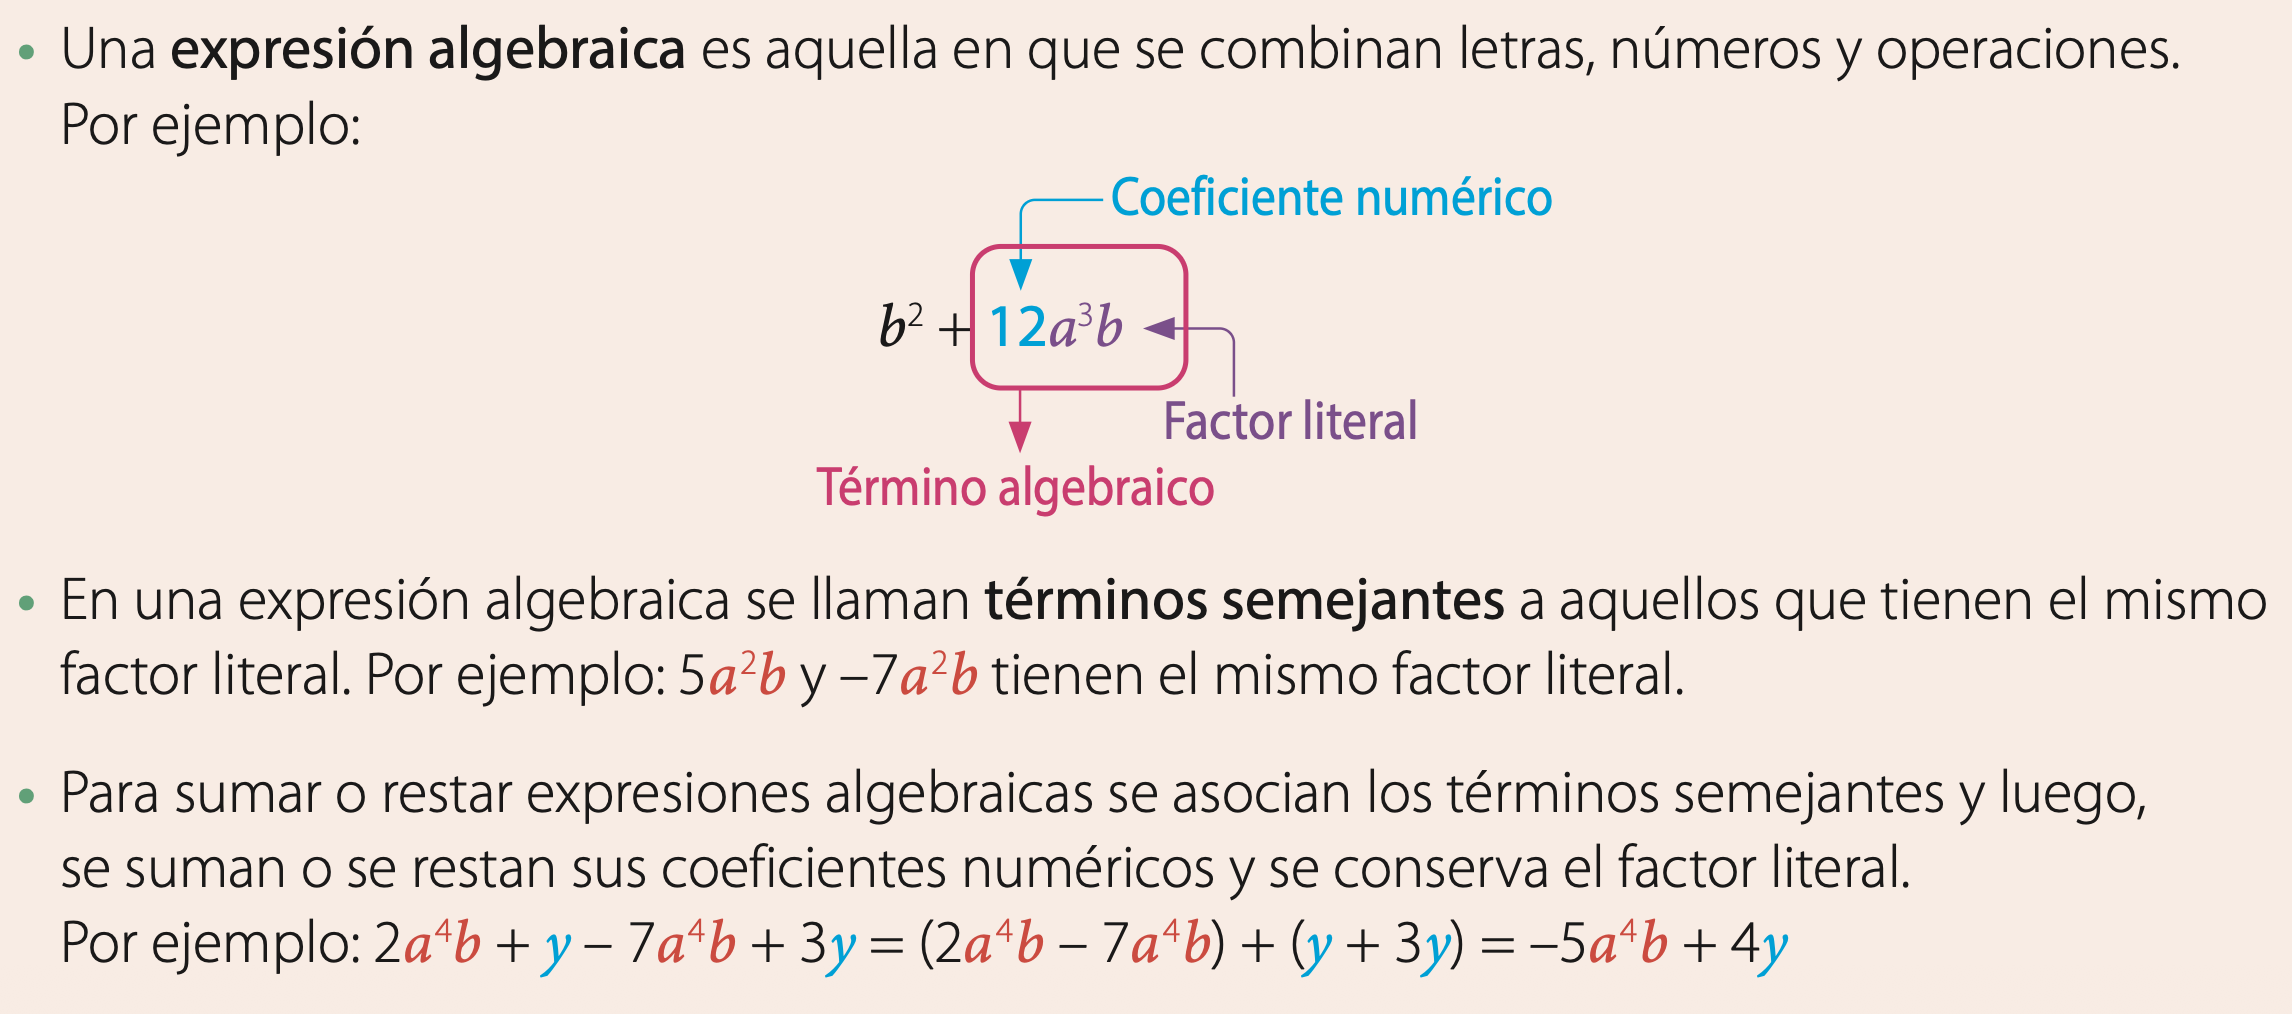 • Una expresión algebraica es aquella en que se combinan letras, números y operaciones.
Por ejemplo:
Coeficiente numérico
b² + 12a³b
Factor literal
Término algebraico
• En una expresión algebraica se llaman términos semejantes a aquellos que tienen el mismo
factor literal. Por ejemplo: 5a²b y –7a²b tienen el mismo factor literal.
• Para sumar o restar expresiones algebraicas se asocian los términos semejantes y luego,
se suman o se restan sus coeficientes numéricos y se conserva el factor literal.
Por ejemplo: 2a⁴b + y – 7a⁴b + 3y = (2a⁴b – 7a⁴b) + (y + 3y) = –5a⁴b + 4y